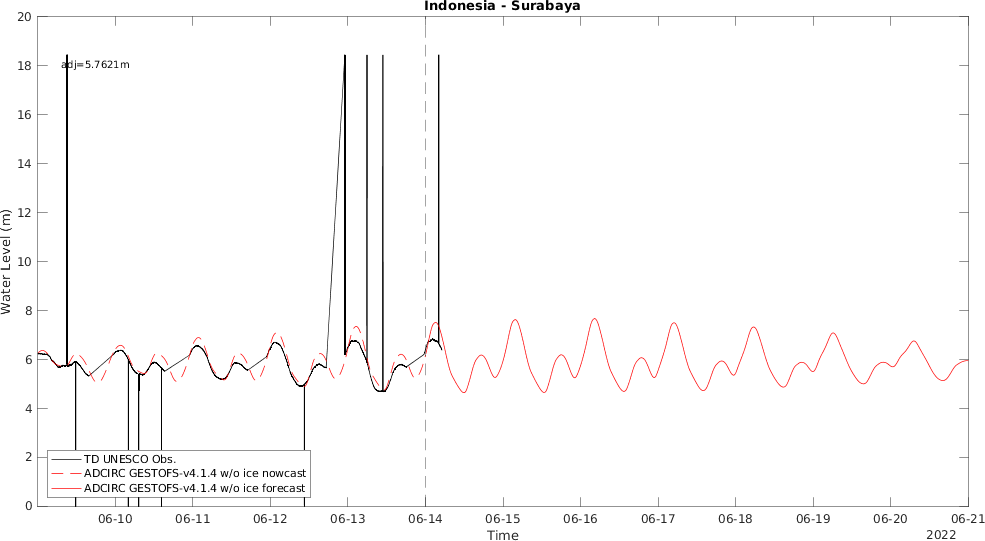 Indonesia - Surabaya
20
18
16
14
12
10
8
6
4
2
0
Water Level (m)
adj=5.7621m
TD UNESCO Obs.
ADCIRC GESTOFS-v4.1.4 w/o ice nowcast
ADCIRC GESTOFS-v4.1.4 w/o ice forecast
06-10 06-11 06-12 06-13 06-14 06-15 06-16 06-17 06-18 06-19 06-20 06-21
Time
2022